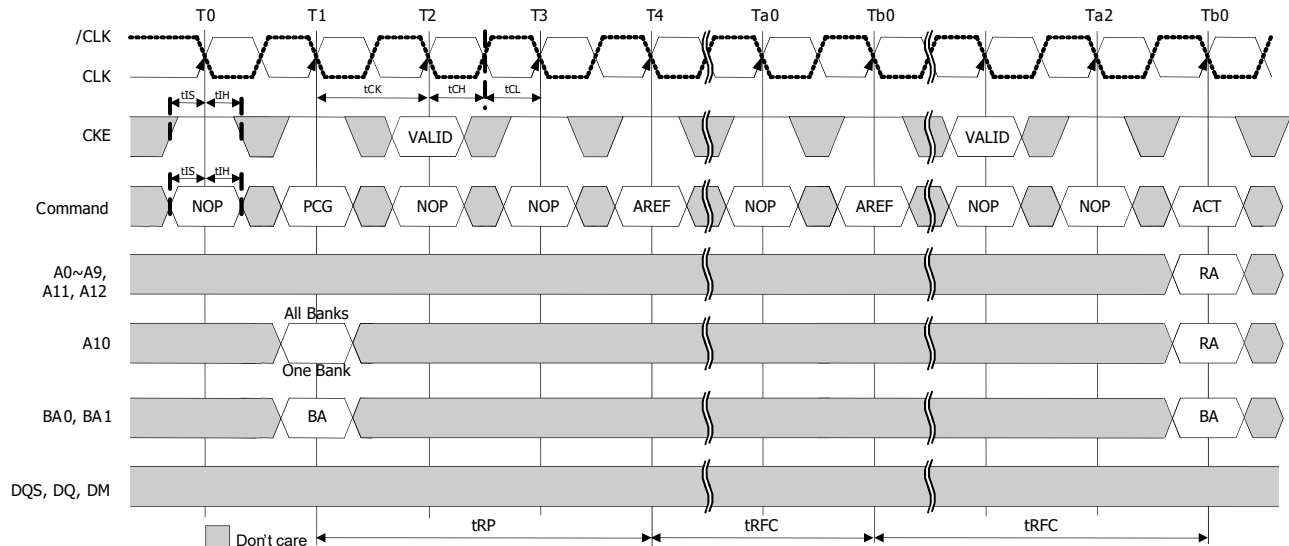 T0 T1 T2 T3 T4 Ta0 Tb0 Ta2 Tb0
/CLK
CLK
tIS tIH tCK tCH tCL
CKE VALID VALID
tIS tIH
Command NOP PCG NOP NOP AREF NOP AREF NOP NOP ACT
A0~A9,
A11, A12 RA
All Banks
A10 RA
One Bank
BA0, BA1 BA BA
DQS, DQ, DM
tRP tRFC tRFC
Don't care